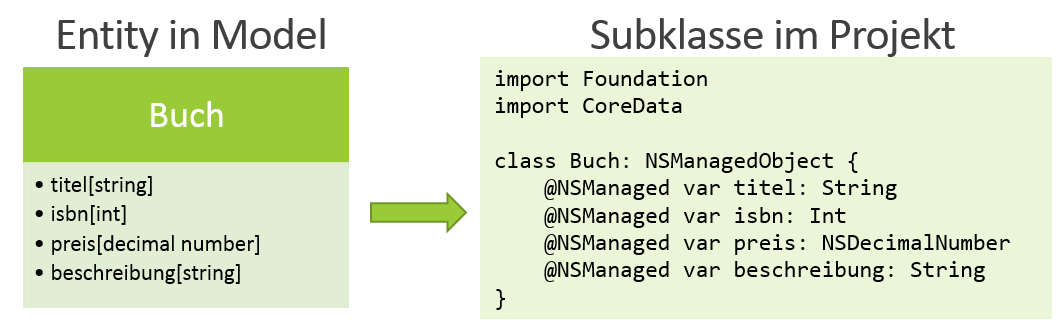 Entity in Model
Buch
• titel[string]
• isbn[int]
• preis[decimal number]
• beschreibung[string]
Subklasse im Projekt
import Foundation
import CoreData
class Buch: NSManagedObject {
    @NSManaged var titel: String
    @NSManaged var isbn: Int
    @NSManaged var preis: NSDecimalNumber
    @NSManaged var beschreibung: String
}